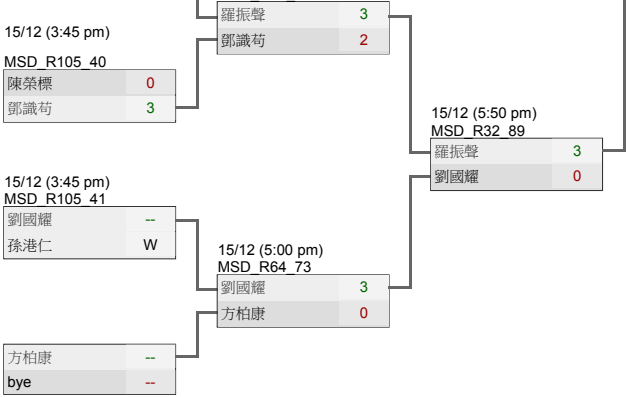 羅振聲 3
鄧識苟 2
15/12 (3:45 pm)
MSD_R105_40
陳榮標 0
鄧識苟 3
15/12 (5:50 pm)
MSD_R32_89
羅振聲 3
劉國耀 0
15/12 (3:45 pm)
MSD_R105_41
劉國耀 --
孫港仁 W
15/12 (5:00 pm)
MSD_R64_73
劉國耀 3
方柏康 0
方柏康 --
bye --